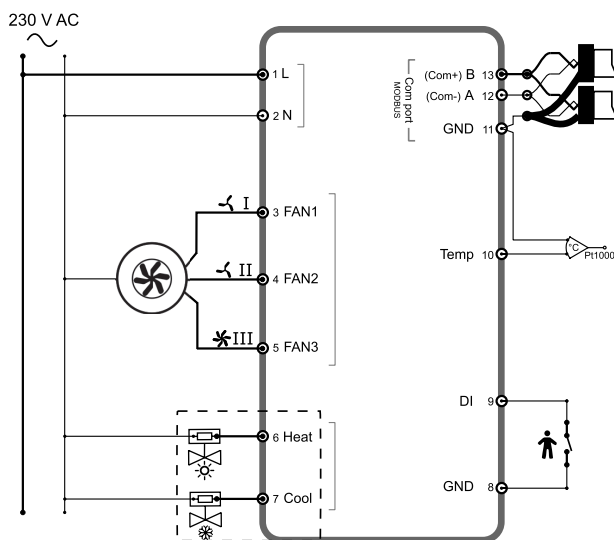 230 V AC
1 L
2 N
I
3 FAN1
II
4 FAN2
III
5 FAN3
6 Heat
7 Cool
Com port
MODBUS
(Com+) B 13
(Com-) A 12
GND 11
°C
Pt1000
Temp 10
DI 9
GND 8